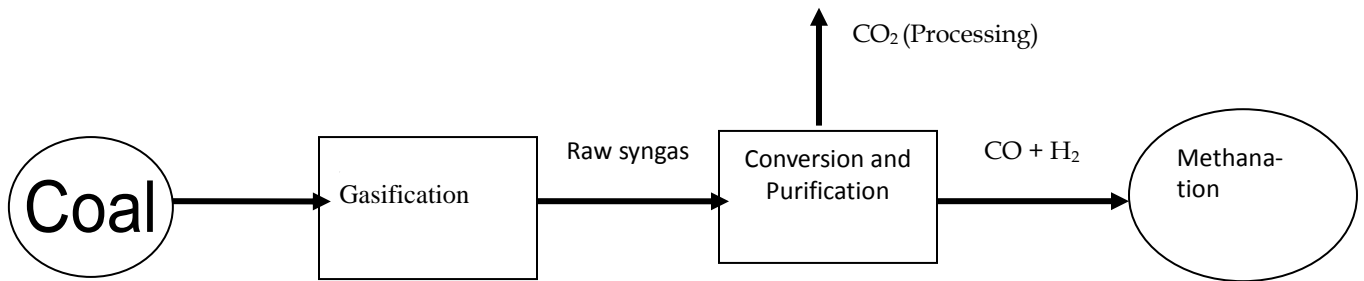 CO₂ (Processing)
Coal
Gasification
Raw syngas
Conversion and
Purification
CO + H₂
Methana-
tion